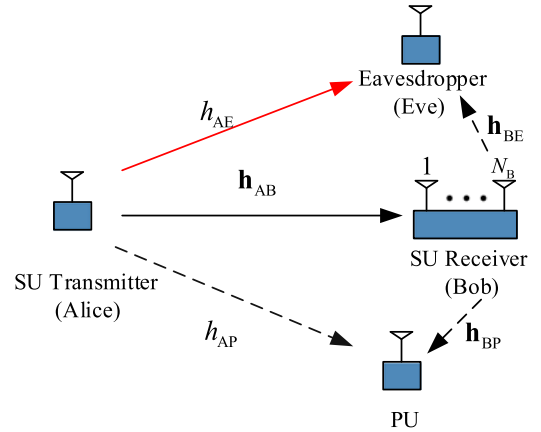 Eavesdropper
(Eve)
h_AE
h_BE
1
N_B
h_AB
SU Transmitter
(Alice)
SU Receiver
(Bob)
h_AP
h_BP
PU